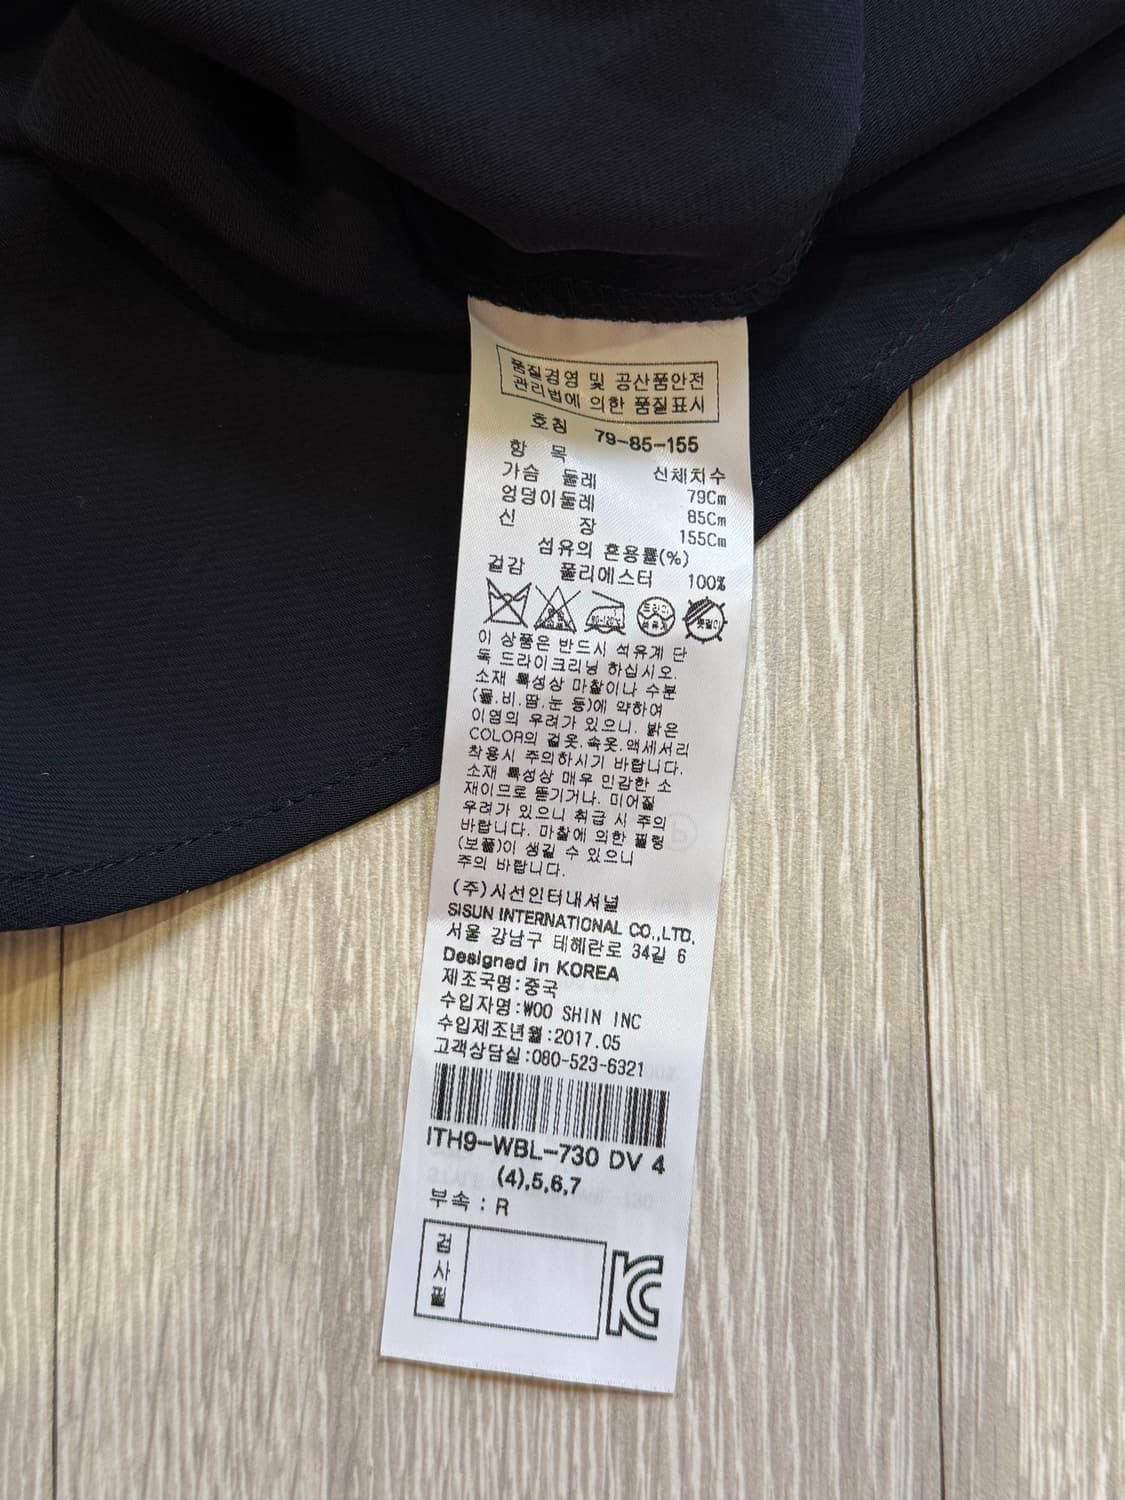 품질경영 및 공산품안전
관리법에 의한 품질표시
호칭 79-85-155
항 목 신체치수
가슴 둘레 79Cm
엉덩이둘레 85Cm
신 장 155Cm
섬유의 혼용률(%)
겉감 폴리에스터 100%
80~120℃ 드라이 석유계 옷걸이
이 상품은 반드시 석유계 단
독 드라이크리닝 하십시오.
소재 특성상 마찰이나 수분
(물.비.땀.눈 등)에 약하여
이염의 우려가 있으니. 밝은
COLOR의 겉옷.속옷.액세서리
착용시 주의하시기 바랍니다.
소재 특성상 매우 민감한 소
재이므로 뜯기거나. 미어질
우려가 있으니 취급 시 주의
바랍니다. 마찰에 의한 필링
(보풀)이 생길 수 있으니
주의 바랍니다.
(주)시선인터내셔널
SISUN INTERNATIONAL CO.,LTD.
서울 강남구 테헤란로 34길 6
Designed in KOREA
제조국명:중국
수입자명:WOO SHIN INC
수입제조년월:2017.05
고객상담실:080-523-6321
ITH9-WBL-730 DV 4
(4),5,6,7
부속 : R
검사필
KC